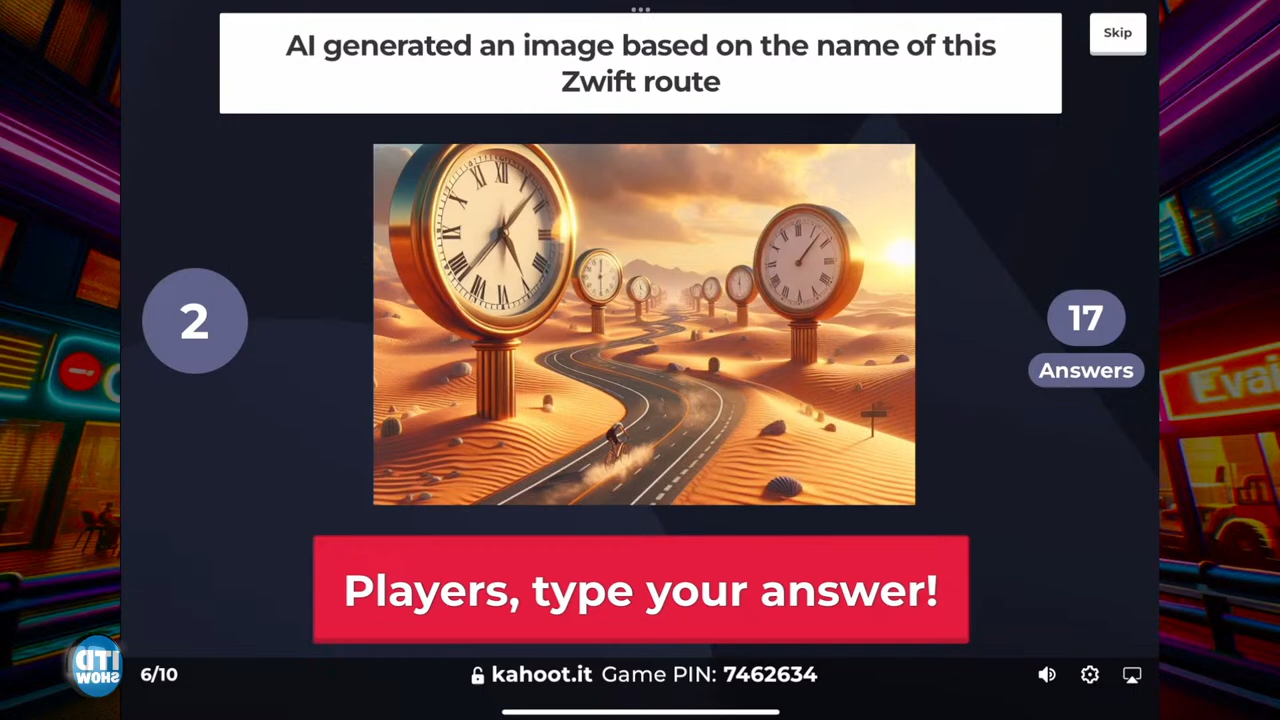 AI generated an image based on the name of this
Zwift route
Skip
2
17
Answers
Players, type your answer!
6/10
kahoot.it Game PIN: 7462634